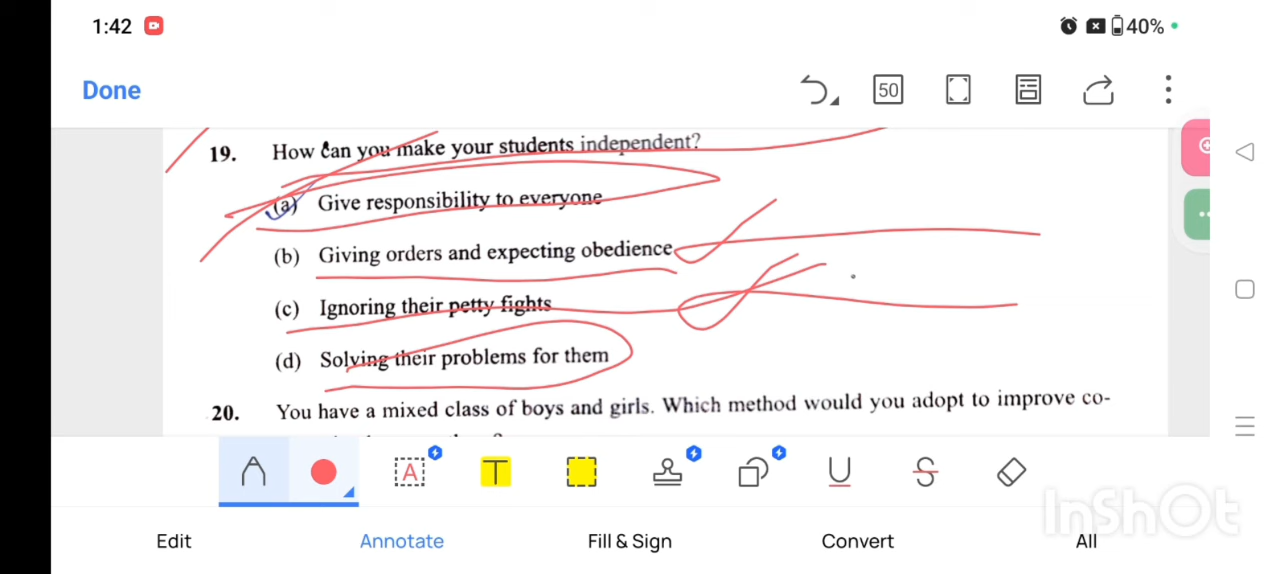 1:42
40%
Done
50
19. How can you make your students independent?
(a) Give responsibility to everyone
(b) Giving orders and expecting obedience
(c) Ignoring their petty fights
(d) Solving their problems for them
20. You have a mixed class of boys and girls. Which method would you adopt to improve co-
A
T
U
S
Edit
Annotate
Fill & Sign
Convert
All
InShOt